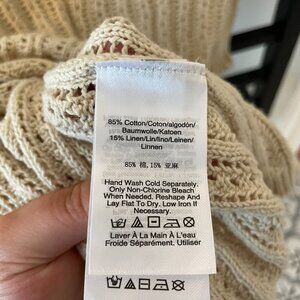 85% Cotton/Coton/algodón/
Baumwolle/Katoen
15% Linen/Lin/lino/Leinen/
Linnen
85% 棉,15% 亚麻
Hand Wash Cold Separately.
Only Non-Chlorine Bleach
When Needed. Reshape And
Lay Flat To Dry. Low Iron If
Necessary.
Laver À La Main À L'eau
Froide Séparément. Utiliser